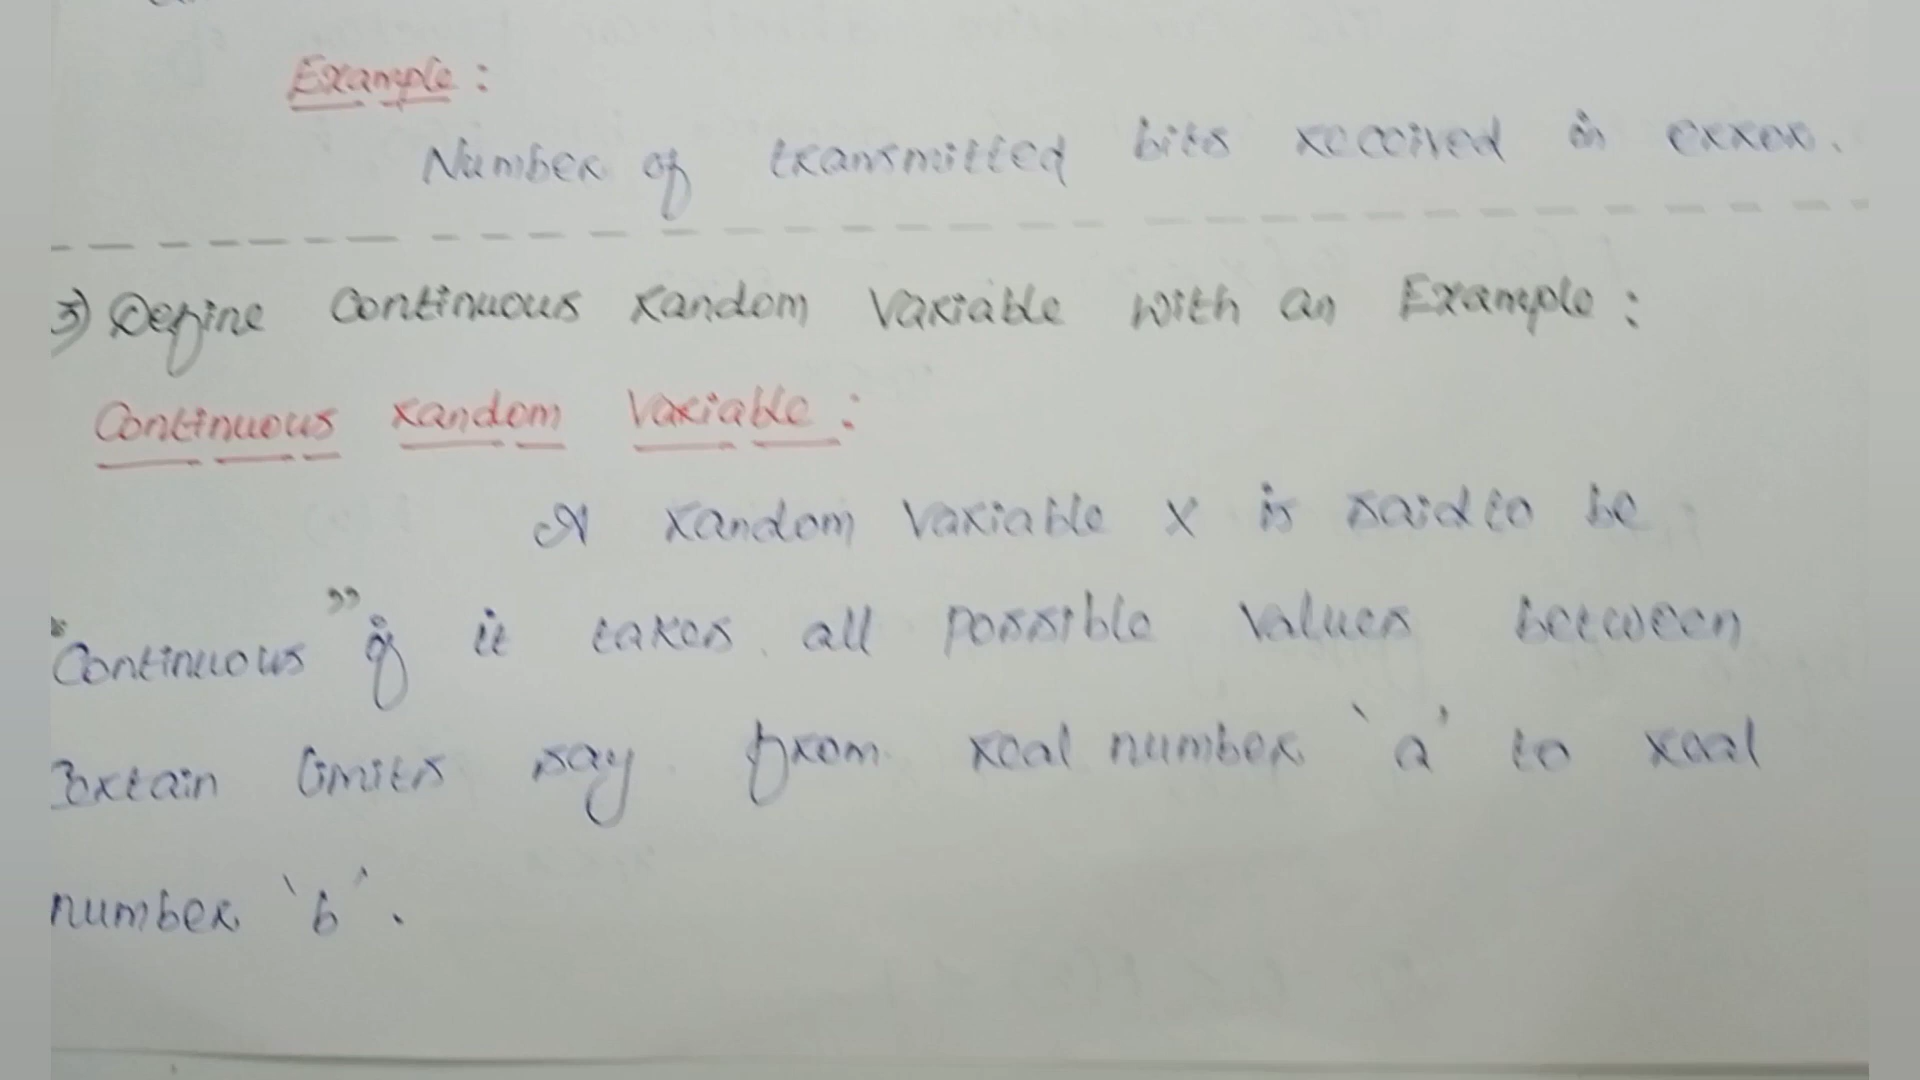 Example:
Number of transmitted bits received in error.
3) Define Continuous random Variable with an Example:
Continuous random Variable:
A random Variable X is said to be
"Continuous" if it takes all possible values between
Certain limits say from real number 'a' to real
number 'b'.